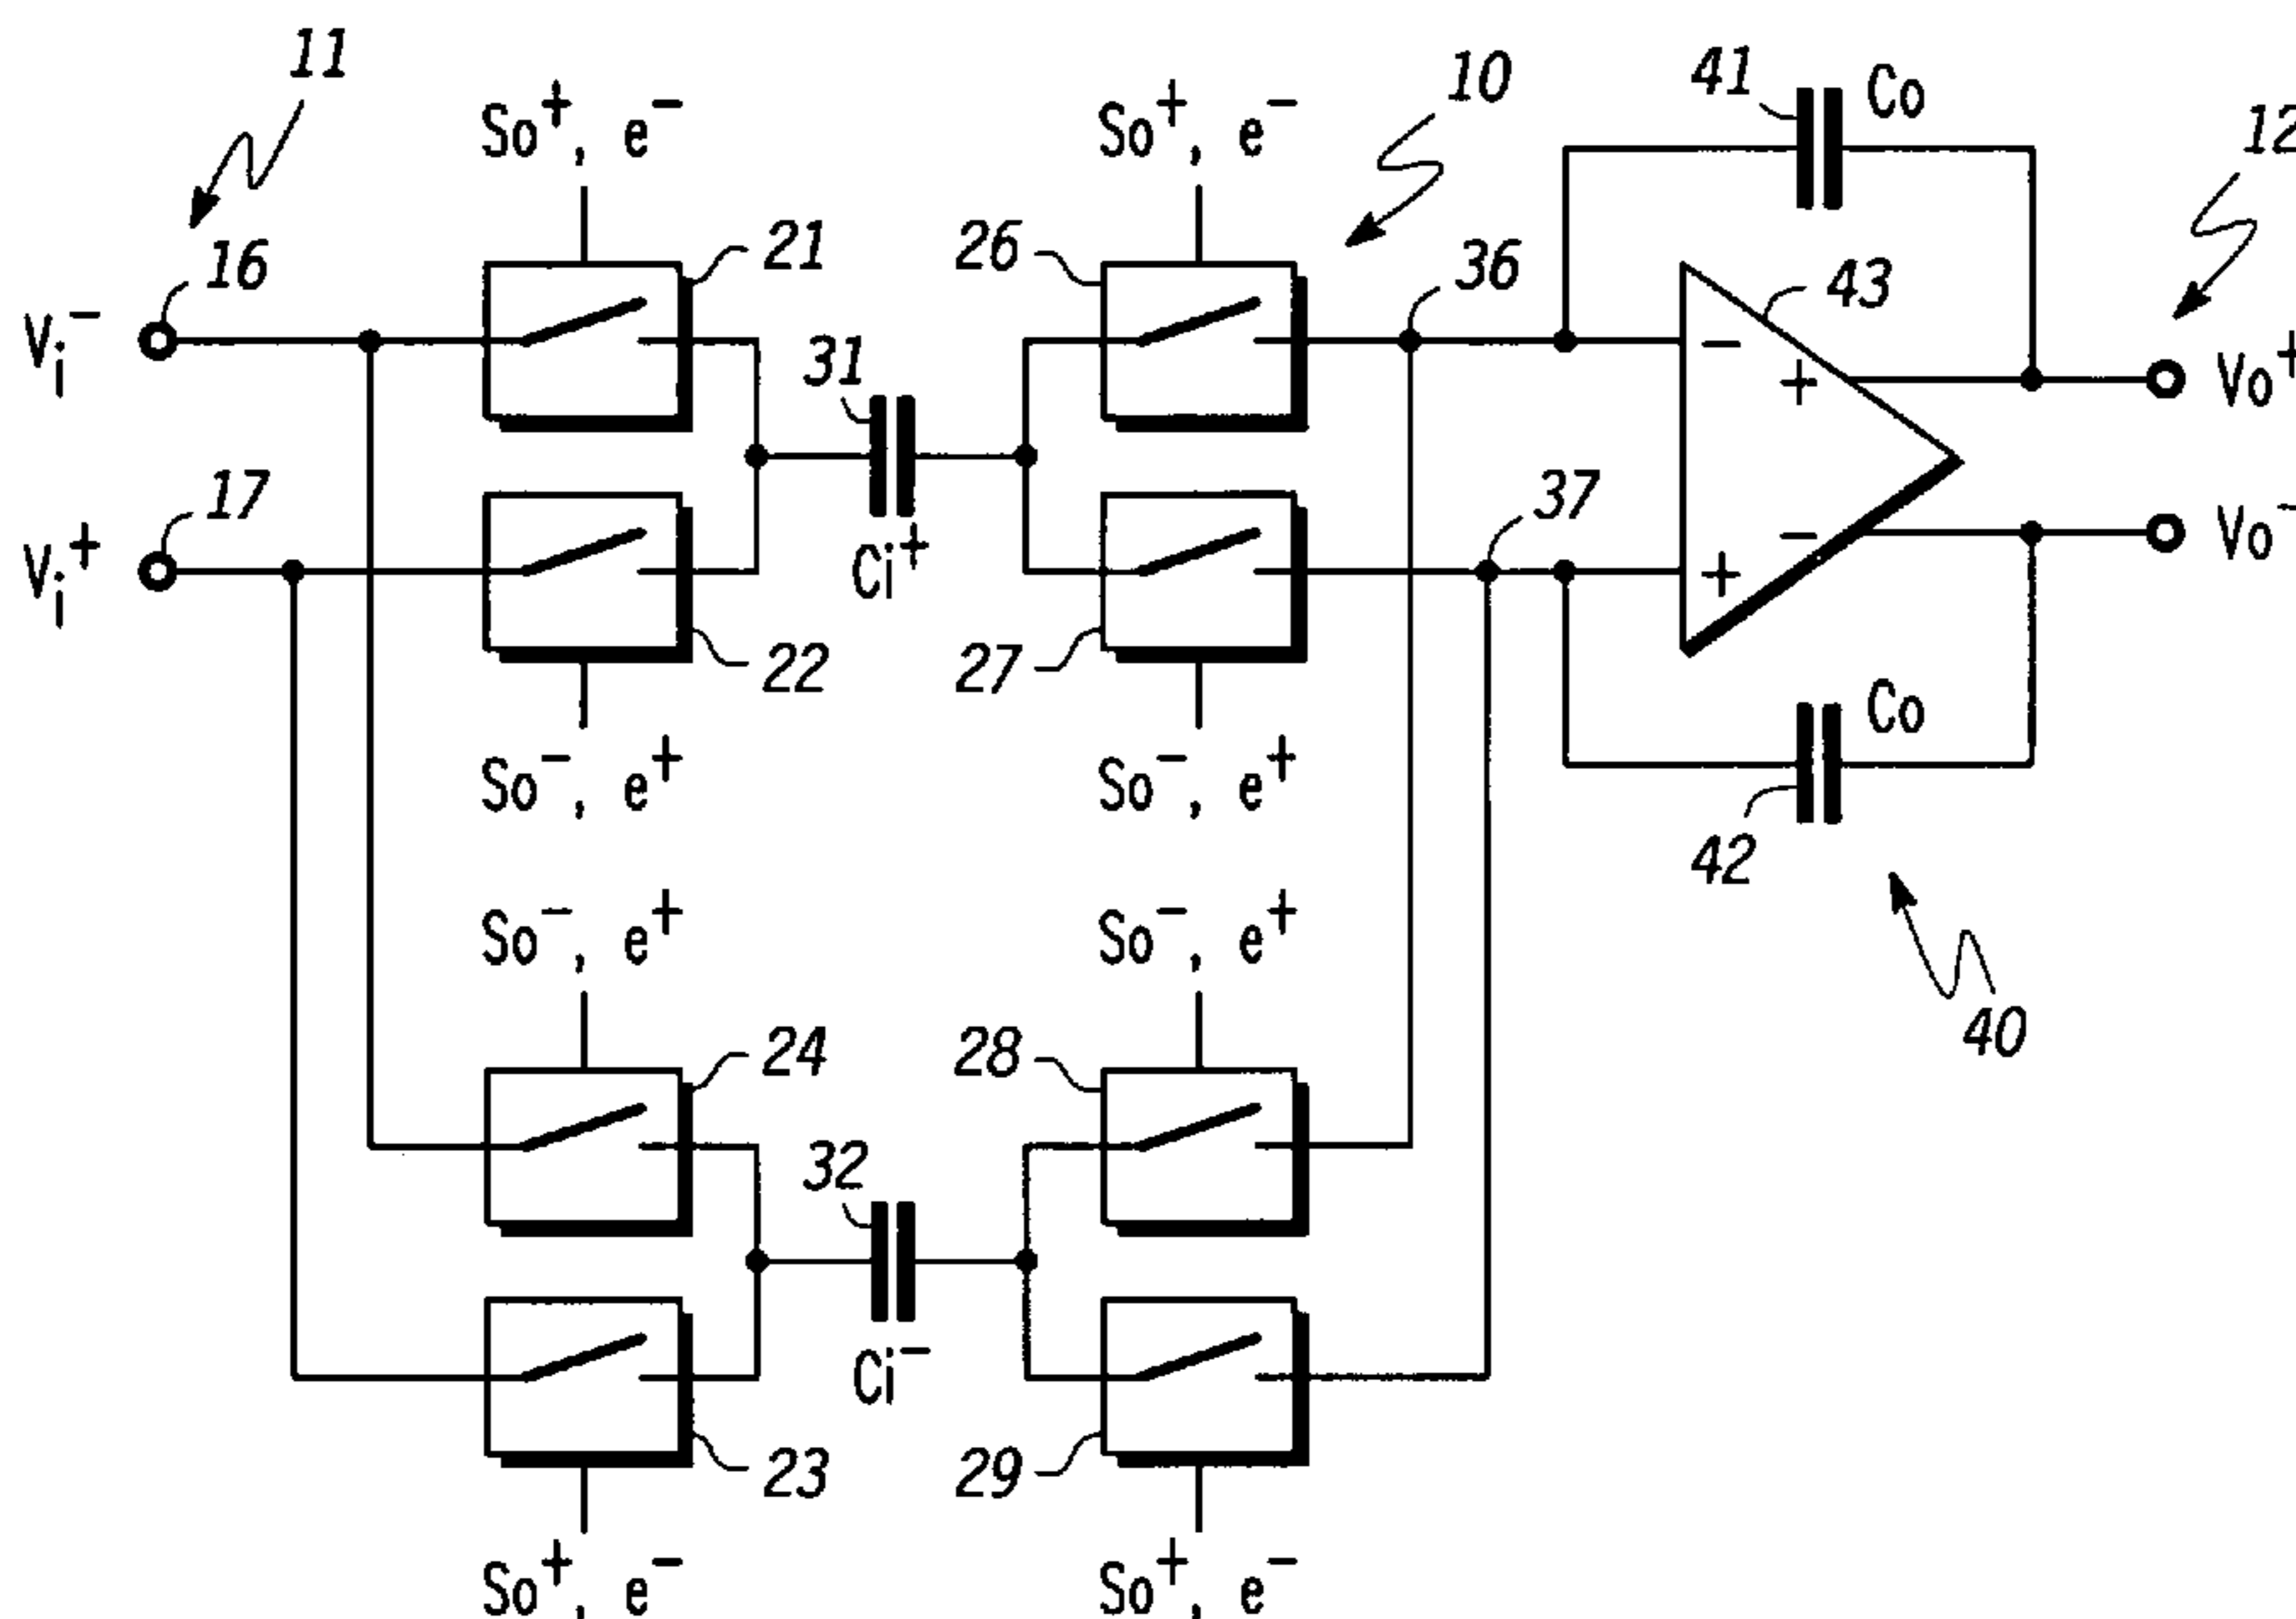 11
So+, e−
So+, e−
10
41
Co
12
16
21
26
36
43
Vi−
31
Vo+
17
Ci+
37
Vi+
Vo−
22
27
Co
So−, e+
So−, e+
42
So−, e+
So−, e+
40
24
28
32
Ci−
23
29
So+, e−
So+, e−